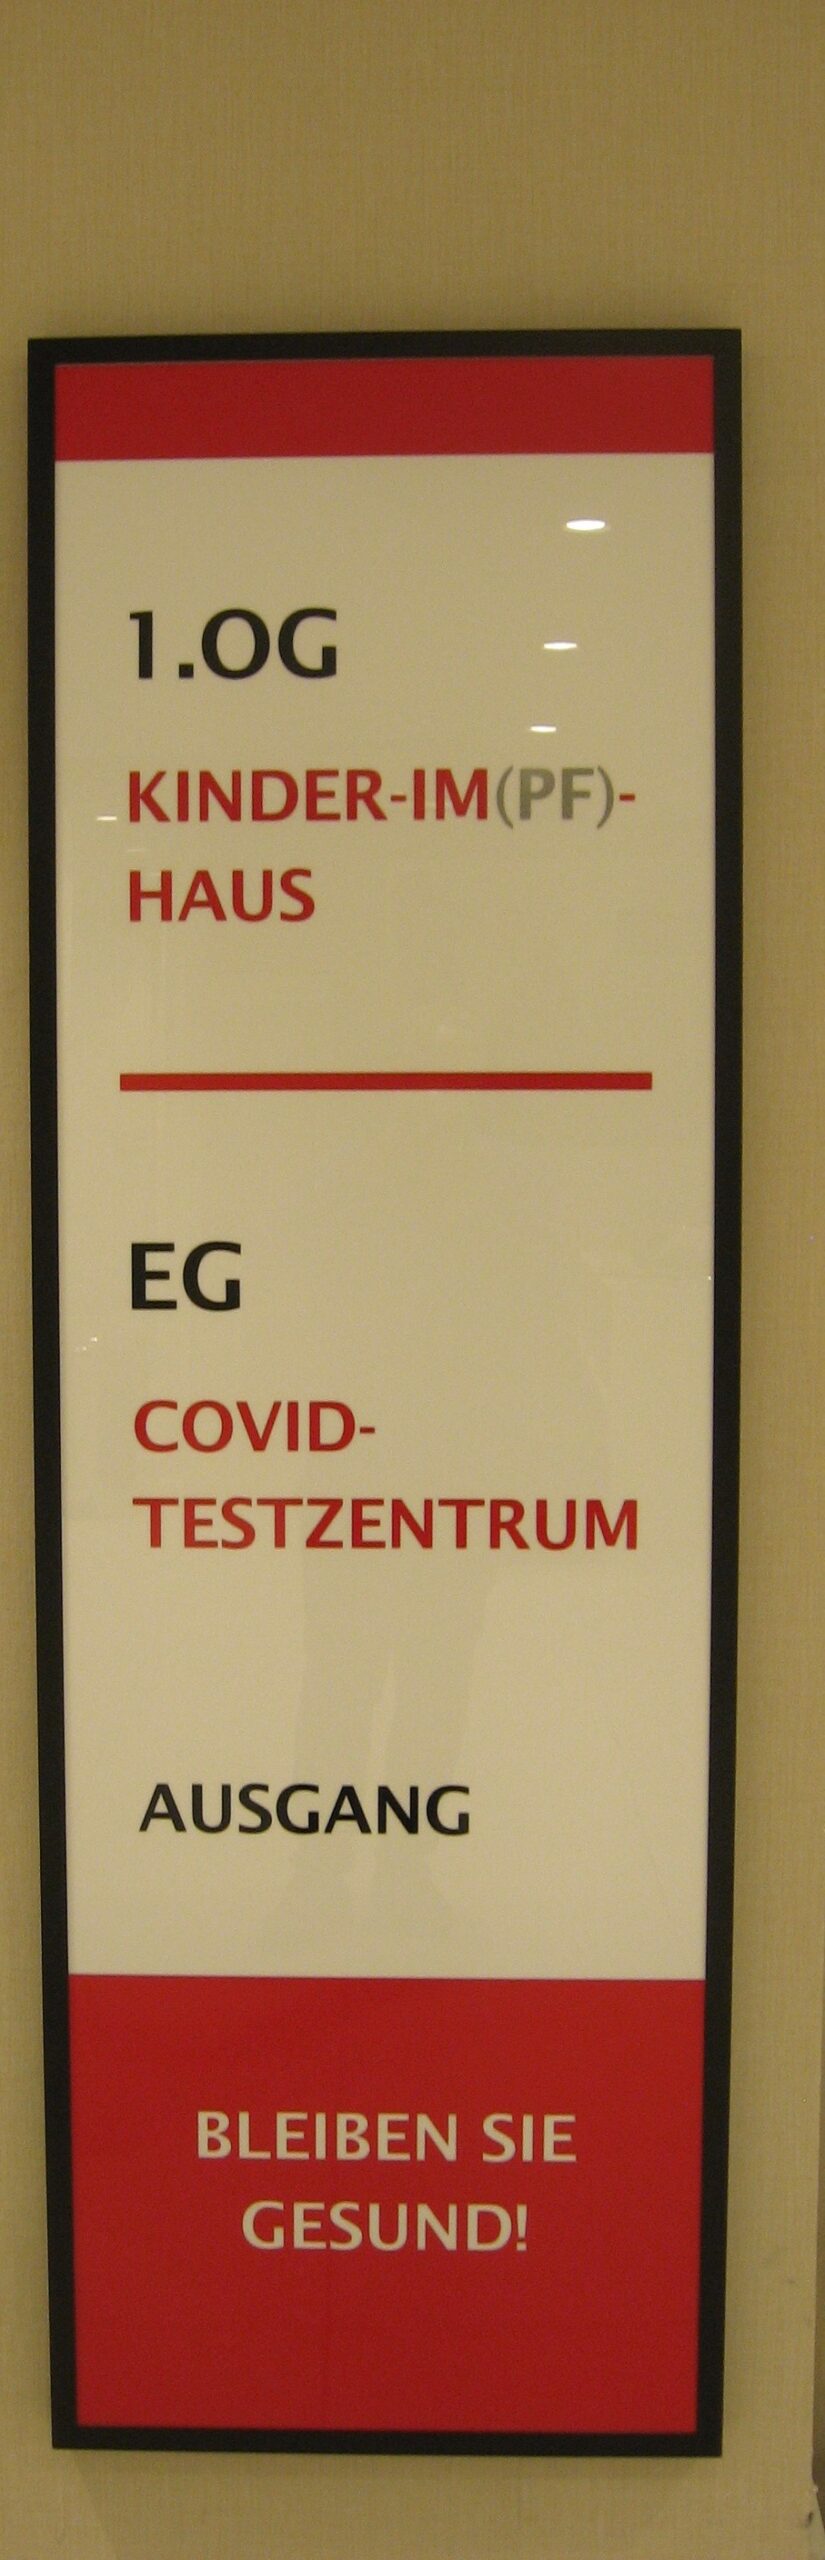 1.OG
KINDER-IM(PF)-
HAUS
EG
COVID-
TESTZENTRUM
AUSGANG
BLEIBEN SIE
GESUND!